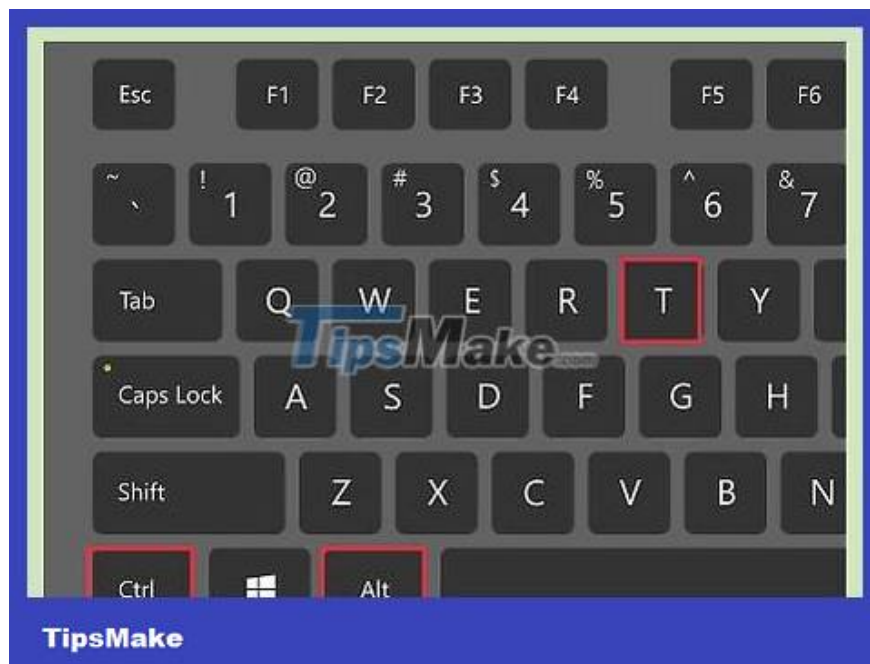 Esc F1 F2 F3 F4 F5 F6
~ ! @ # $ % ^ &
` 1 2 3 4 5 6 7
Tab Q W E R T Y
TipsMake.com
Caps Lock A S D F G H
Shift Z X C V B N
Ctrl Alt
TipsMake